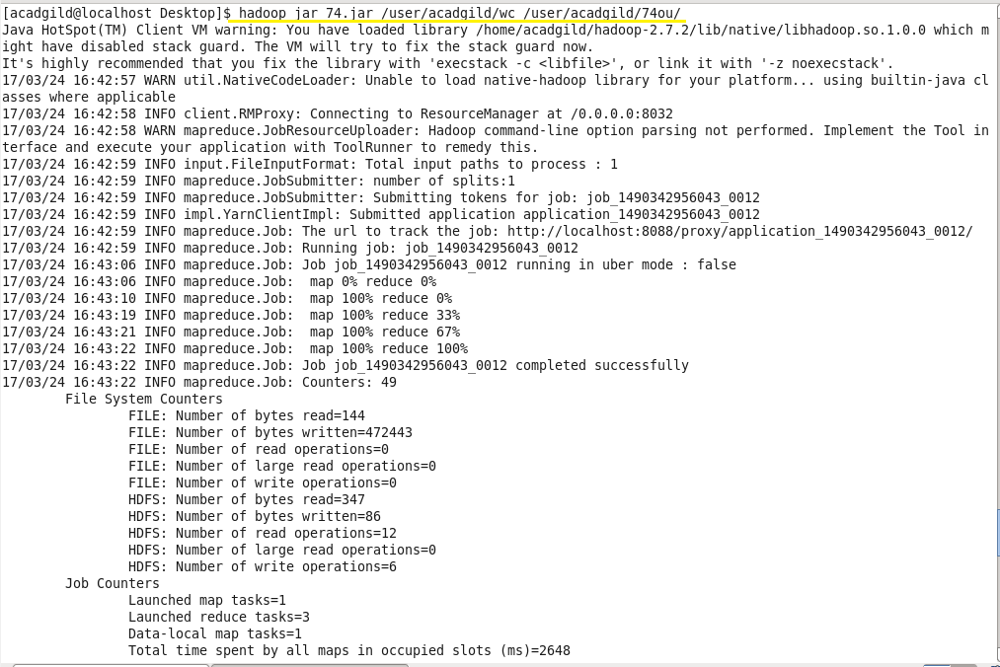 [acadgild@localhost Desktop]$ hadoop jar 74.jar /user/acadgild/wc /user/acadgild/74ou/
Java HotSpot(TM) Client VM warning: You have loaded library /home/acadgild/hadoop-2.7.2/lib/native/libhadoop.so.1.0.0 which m
ight have disabled stack guard. The VM will try to fix the stack guard now.
It's highly recommended that you fix the library with 'execstack -c <libfile>', or link it with '-z noexecstack'.
17/03/24 16:42:57 WARN util.NativeCodeLoader: Unable to load native-hadoop library for your platform... using builtin-java cl
asses where applicable
17/03/24 16:42:58 INFO client.RMProxy: Connecting to ResourceManager at /0.0.0.0:8032
17/03/24 16:42:58 WARN mapreduce.JobResourceUploader: Hadoop command-line option parsing not performed. Implement the Tool in
terface and execute your application with ToolRunner to remedy this.
17/03/24 16:42:59 INFO input.FileInputFormat: Total input paths to process : 1
17/03/24 16:42:59 INFO mapreduce.JobSubmitter: number of splits:1
17/03/24 16:42:59 INFO mapreduce.JobSubmitter: Submitting tokens for job: job_1490342956043_0012
17/03/24 16:42:59 INFO impl.YarnClientImpl: Submitted application application_1490342956043_0012
17/03/24 16:42:59 INFO mapreduce.Job: The url to track the job: http://localhost:8088/proxy/application_1490342956043_0012/
17/03/24 16:42:59 INFO mapreduce.Job: Running job: job_1490342956043_0012
17/03/24 16:43:06 INFO mapreduce.Job: Job job_1490342956043_0012 running in uber mode : false
17/03/24 16:43:06 INFO mapreduce.Job:  map 0% reduce 0%
17/03/24 16:43:10 INFO mapreduce.Job:  map 100% reduce 0%
17/03/24 16:43:19 INFO mapreduce.Job:  map 100% reduce 33%
17/03/24 16:43:21 INFO mapreduce.Job:  map 100% reduce 67%
17/03/24 16:43:22 INFO mapreduce.Job:  map 100% reduce 100%
17/03/24 16:43:22 INFO mapreduce.Job: Job job_1490342956043_0012 completed successfully
17/03/24 16:43:22 INFO mapreduce.Job: Counters: 49
File System Counters
FILE: Number of bytes read=144
FILE: Number of bytes written=472443
FILE: Number of read operations=0
FILE: Number of large read operations=0
FILE: Number of write operations=0
HDFS: Number of bytes read=347
HDFS: Number of bytes written=86
HDFS: Number of read operations=12
HDFS: Number of large read operations=0
HDFS: Number of write operations=6
Job Counters
Launched map tasks=1
Launched reduce tasks=3
Data-local map tasks=1
Total time spent by all maps in occupied slots (ms)=2648